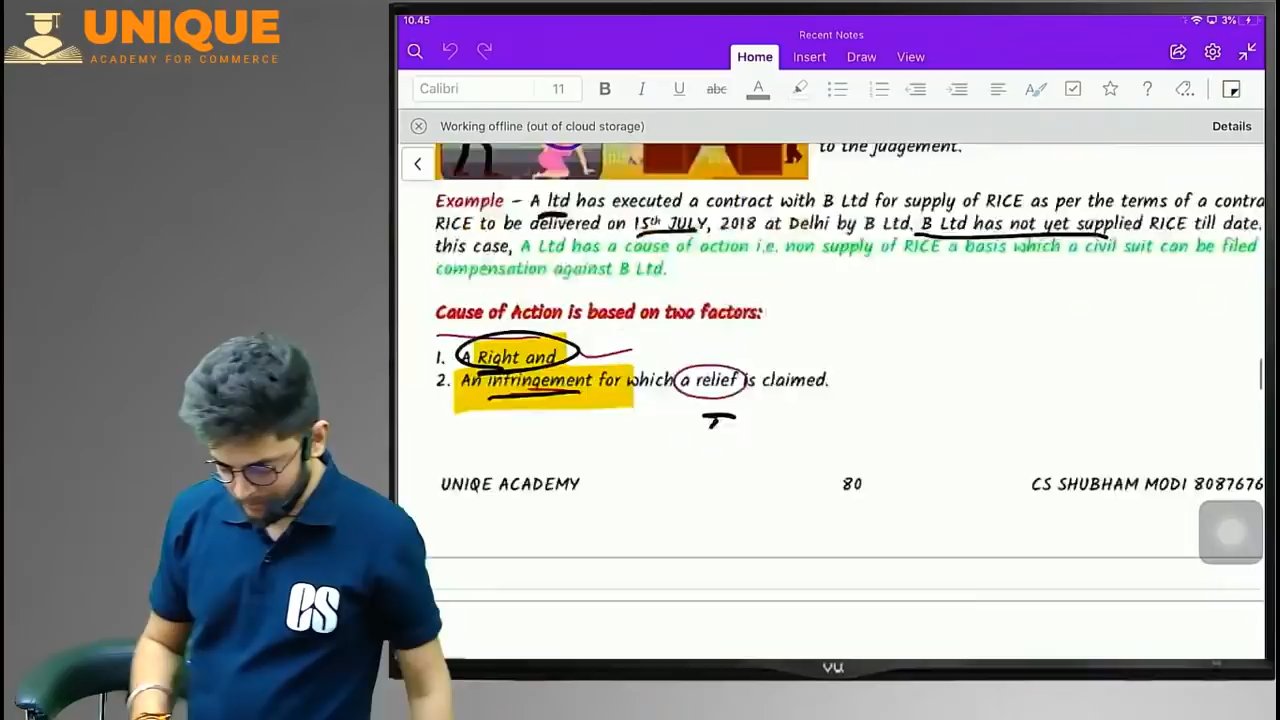 UNIQUE
ACADEMY FOR COMMERCE
10.45
3%
Recent Notes
Home Insert Draw View
Calibri 11 B I U abc A
Working offline (out of cloud storage) Details
to the judgement.
Example – A ltd has executed a contract with B Ltd for supply of RICE as per the terms of a contra
RICE to be delivered on 15th JULY, 2018 at Delhi by B Ltd. B Ltd has not yet supplied RICE till date.
this case, A Ltd has a cause of action i.e. non supply of RICE a basis which a civil suit can be filed
compensation against B Ltd.
Cause of Action is based on two factors:
1. A Right and
2. An infringement for which a relief is claimed.
UNIQE ACADEMY 80 CS SHUBHAM MODI 8087676
CS
VU